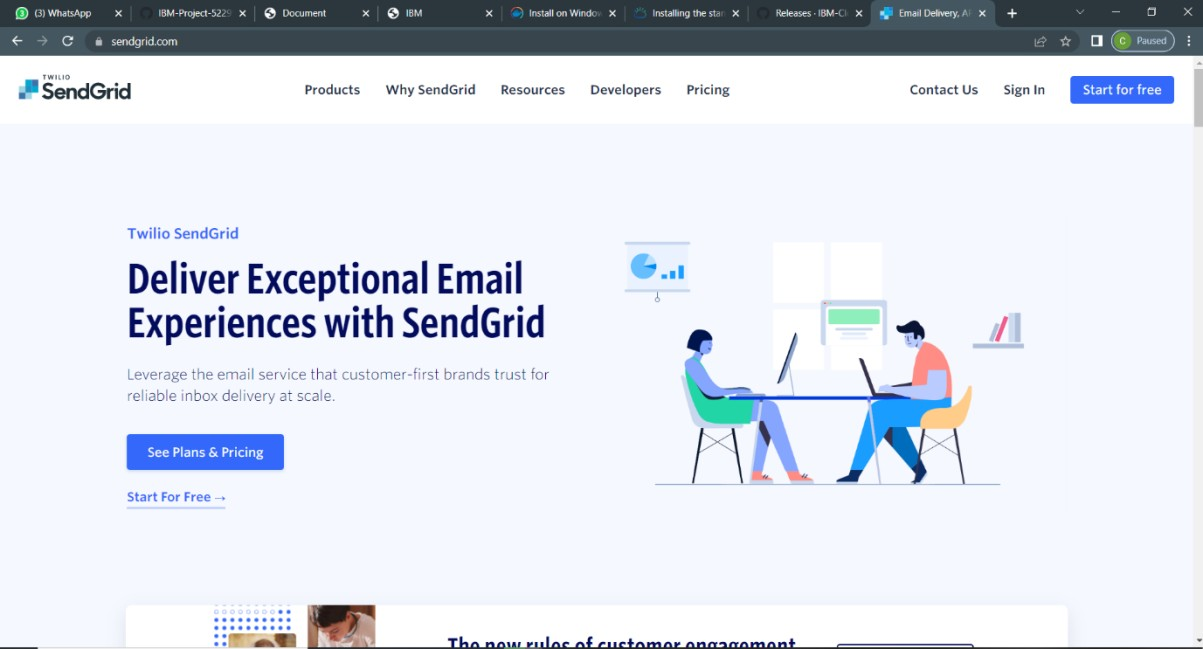 (3) WhatsApp
IBM-Project-5229
Document
IBM
Install on Window
Installing the stan
Releases · IBM-Cl
Email Delivery, AP
sendgrid.com
C
Paused
TWILIO
SendGrid
Products
Why SendGrid
Resources
Developers
Pricing
Contact Us
Sign In
Start for free
Twilio SendGrid
Deliver Exceptional Email
Experiences with SendGrid
Leverage the email service that customer-first brands trust for
reliable inbox delivery at scale.
See Plans & Pricing
Start For Free →
The new rules of customer engagement